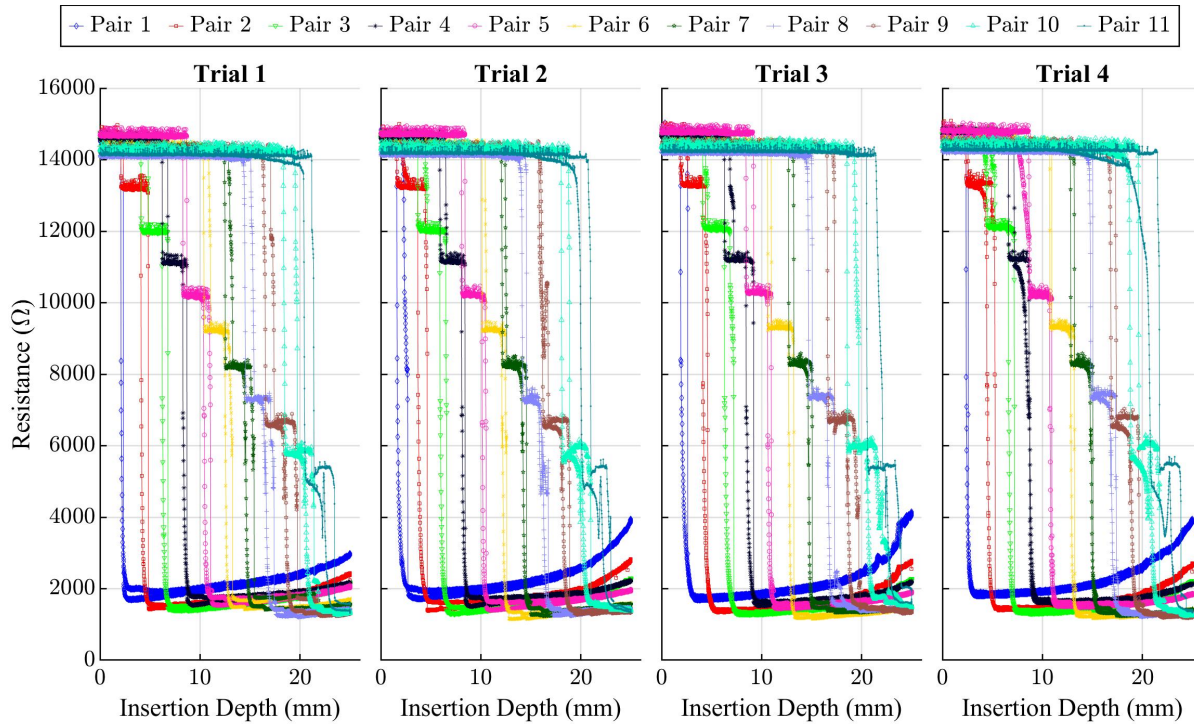 Pair 1 Pair 2 Pair 3 Pair 4 Pair 5 Pair 6 Pair 7 Pair 8 Pair 9 Pair 10 Pair 11
Trial 1 Trial 2 Trial 3 Trial 4
16000
14000
12000
10000
8000
6000
4000
2000
0
Resistance (Ω)
0 10 20 0 10 20 0 10 20 0 10 20
Insertion Depth (mm) Insertion Depth (mm) Insertion Depth (mm) Insertion Depth (mm)